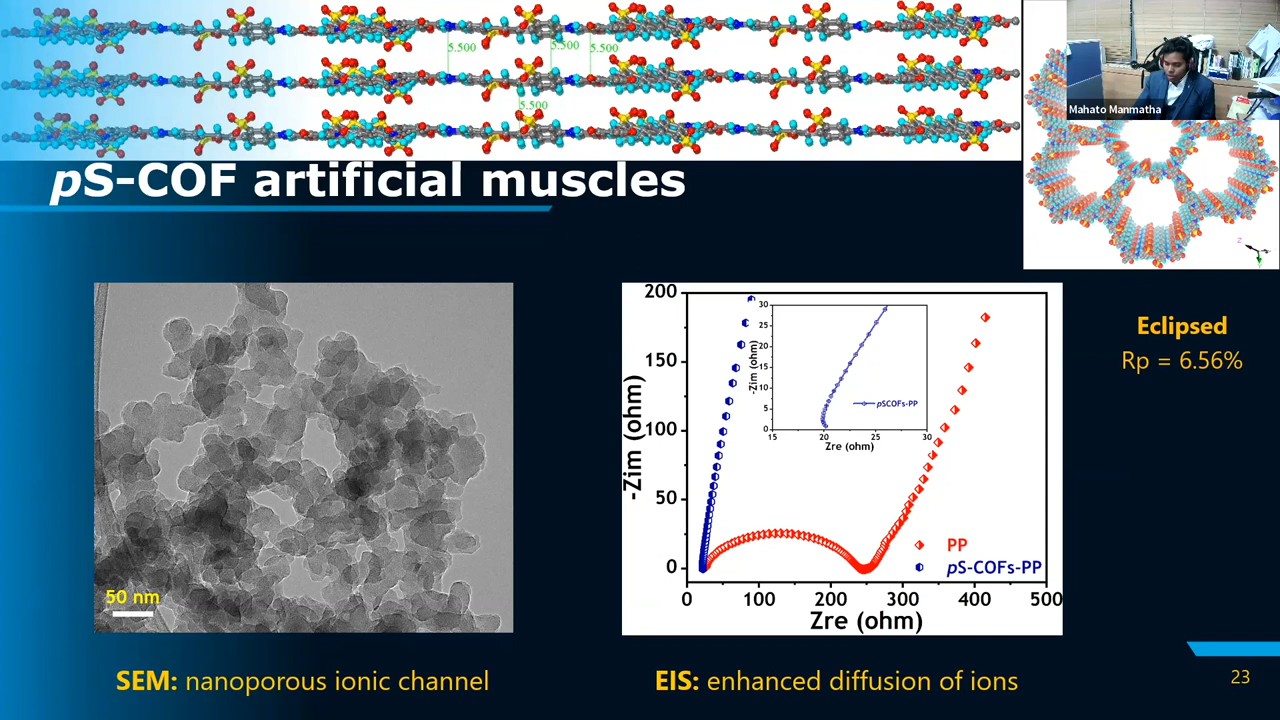 5.500
5.500
5.500
5.500
Mahato Manmatha
pS-COF artificial muscles
z
50 nm
SEM: nanoporous ionic channel
200
150
100
50
0
-Zim (ohm)
0 100 200 300 400 500
Zre (ohm)
30
25
20
15
10
5
0
-Zim (ohm)
15 20 25 30
Zre (ohm)
pSCOFs-PP
PP
pS-COFs-PP
EIS: enhanced diffusion of ions
Eclipsed
Rp = 6.56%
23